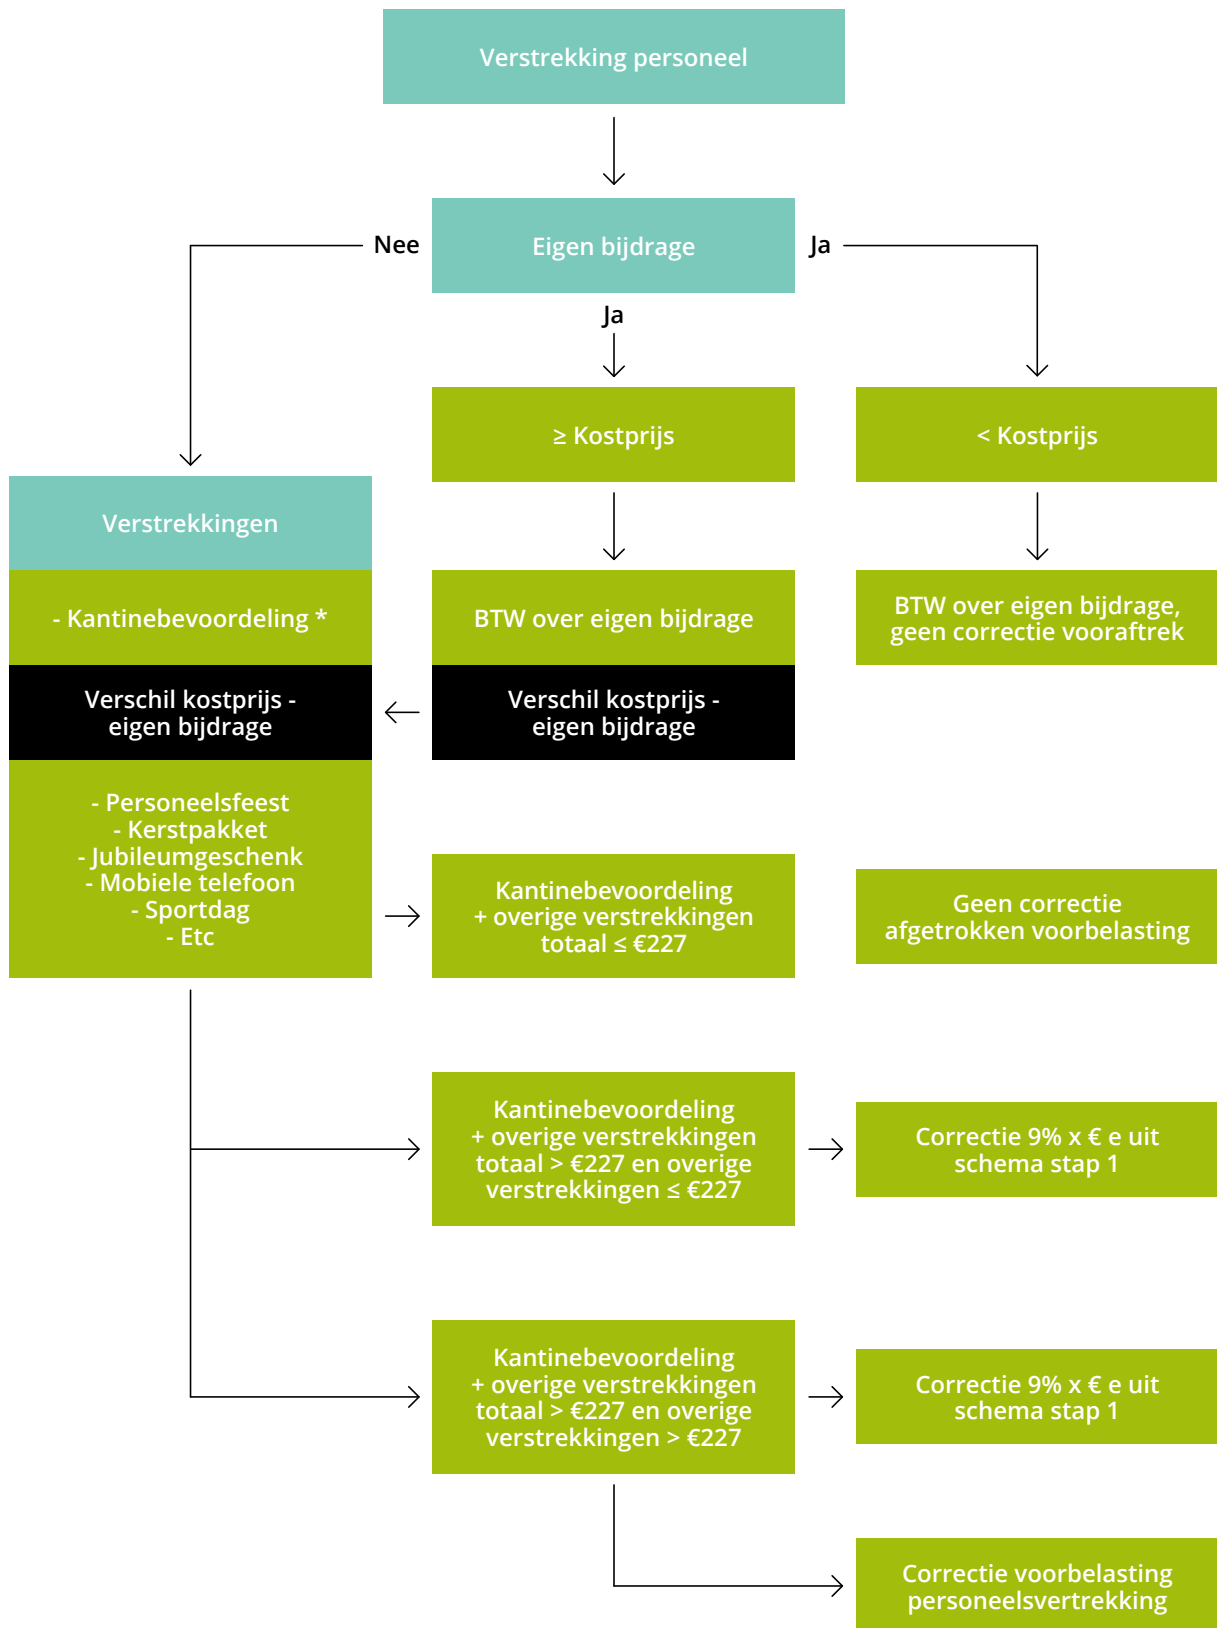 Verstrekking personeel
Nee
Eigen bijdrage
Ja
Ja
≥ Kostprijs
< Kostprijs
Verstrekkingen
- Kantinebevoordeling *
BTW over eigen bijdrage
BTW over eigen bijdrage,
geen correctie vooraftrek
Verschil kostprijs -
eigen bijdrage
Verschil kostprijs -
eigen bijdrage
- Personeelsfeest
- Kerstpakket
- Jubileumgeschenk
- Mobiele telefoon
- Sportdag
- Etc
Kantinebevoordeling
+ overige verstrekkingen
totaal ≤ €227
Geen correctie
afgetrokken voorbelasting
Kantinebevoordeling
+ overige verstrekkingen
totaal > €227 en overige
verstrekkingen ≤ €227
Correctie 9% x € e uit
schema stap 1
Kantinebevoordeling
+ overige verstrekkingen
totaal > €227 en overige
verstrekkingen > €227
Correctie 9% x € e uit
schema stap 1
Correctie voorbelasting
personeelsvertrekking